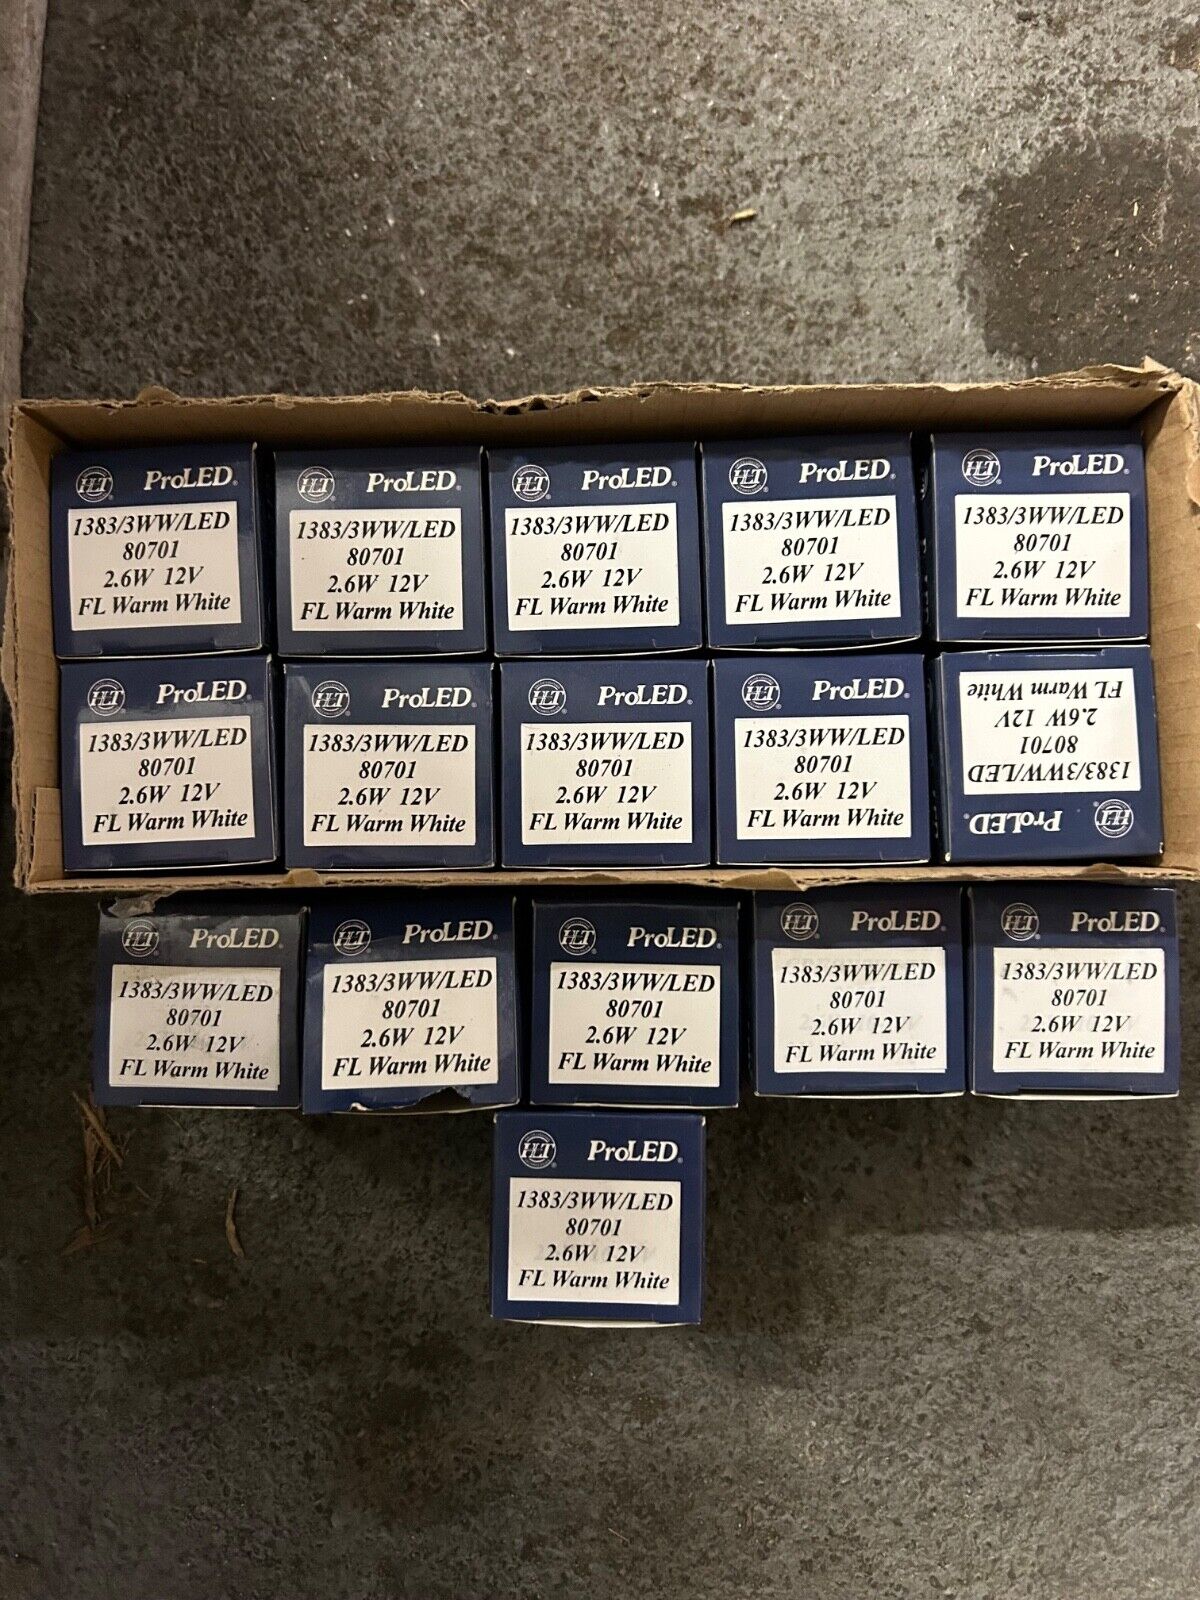 HLT® ProLED®
1383/3WW/LED
80701
2.6W 12V
FL Warm White
HLT® ProLED®
1383/3WW/LED
80701
2.6W 12V
FL Warm White
HLT® ProLED®
1383/3WW/LED
80701
2.6W 12V
FL Warm White
HLT® ProLED®
1383/3WW/LED
80701
2.6W 12V
FL Warm White
HLT® ProLED®
1383/3WW/LED
80701
2.6W 12V
FL Warm White
HLT® ProLED®
1383/3WW/LED
80701
2.6W 12V
FL Warm White
HLT® ProLED®
1383/3WW/LED
80701
2.6W 12V
FL Warm White
HLT® ProLED®
1383/3WW/LED
80701
2.6W 12V
FL Warm White
HLT® ProLED®
1383/3WW/LED
80701
2.6W 12V
FL Warm White
HLT® ProLED®
1383/3WW/LED
80701
2.6W 12V
FL Warm White
HLT® ProLED®
1383/3WW/LED
80701
2.6W 12V
FL Warm White
HLT® ProLED®
1383/3WW/LED
80701
2.6W 12V
FL Warm White
HLT® ProLED®
1383/3WW/LED
80701
2.6W 12V
FL Warm White
HLT® ProLED®
1383/3WW/LED
80701
2.6W 12V
FL Warm White
HLT® ProLED®
1383/3WW/LED
80701
2.6W 12V
FL Warm White
HLT® ProLED®
1383/3WW/LED
80701
2.6W 12V
FL Warm White